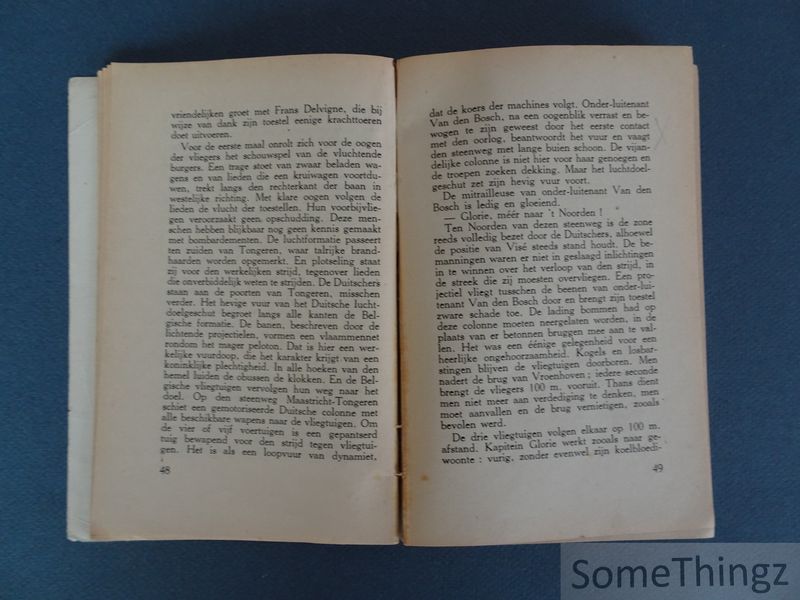 vriendelijken groet met Frans Delvigne, die bij
wijze van dank zijn toestel eenige krachttoeren
doet uitvoeren.
Voor de eerste maal onrolt zich voor de oogen
der vliegers het schouwspel van de vluchtende
burgers. Een trage stoet van zwaar beladen wa-
gens en van lieden die een kruiwagen voortdu-
wen, trekt langs den rechterkant der baan in
westelijke richting. Met klare oogen volgen de
lieden de vlucht der toestellen. Hun voorbijvlie-
gen veroorzaakt geen opschudding. Deze men-
schen hebben blijkbaar nog geen kennis gemaakt
met bombardementen. De luchtformatie passeert
ten zuiden van Tongeren, waar talrijke brand-
haarden worden opgemerkt. En plotseling staat
zij voor den werkelijken strijd, tegenover lieden
die onverbiddelijk weten te strijden. De Duitschers
staan aan de poorten van Tongeren, misschen
verder. Het hevige vuur van het Duitsche lucht-
doelgeschut begroet langs alle kanten de Bel-
gische formatie. De banen, beschreven door de
lichtende projectielen, vormen een vlaammennet
rondom het mager peloton. Dat is hier een wer-
kelijke vuurdoop, die het karakter krijgt van een
koninklijke plechtigheid. In alle hoeken van den
hemel luiden de obussen de klokken. En de Bel-
gische vliegtuigen vervolgen hun weg naar het
doel. Op den steenweg Maastricht-Tongeren
schiet een gemotoriseerde Duitsche colonne met
alle beschikbare wapens naar de vliegtuigen. Om
de vier of vijf voertuigen is een gepantserd
tuig bewapend voor den strijd tegen vliegtui-
gen. Het is als een loopvuur van dynamiet,
48
dat de koers der machines volgt. Onder-luitenant
Van den Bosch, na een oogenblik verrast en be-
wogen te zijn geweest door het eerste contact
met den oorlog, beantwoordt het vuur en vaagt
den steenweg met lange buien schoon. De vijan-
delijke colonne is niet hier voor haar genoegen en
de troepen zoeken dekking. Maar het luchtdoel-
geschut zet zijn hevig vuur voort.
De mitrailleuse van onder-luitenant Van den
Bosch is ledig en gloeiend.
— Glorie, méér naar 't Noorden !
Ten Noorden van dezen steenweg is de zone
reeds volledig bezet door de Duitschers, alhoewel
de positie van Visé steeds stand houdt. De be-
manningen waren er niet in geslaagd inlichtingen
in te winnen over het verloop van den strijd, in
de streek die zij moesten overvliegen. Een pro-
jectiel vliegt tusschen de beenen van onder-lui-
tenant Van den Bosch door en brengt zijn toestel
zware schade toe. De lading bommen had op
deze colonne moeten neergelaten worden, in de
plaats van er betonnen bruggen mee aan te val-
len. Het was een éénige gelegenheid voor een
heerlijke ongehoorzaamheid. Kogels en losbar-
stingen blijven de vliegtuigen doorboren. Men
nadert de brug van Vroenhoven ; iedere seconde
brengt de vliegers 100 m. vooruit. Thans dient
men niet meer aan verdediging te denken, men
moet aanvallen en de brug vernietigen, zooals
bevolen werd.
De drie vliegtuigen volgen elkaar op 100 m.
afstand. Kapitein Glorie werkt zooals naar ge-
woonte : vurig, zonder evenwel zijn koelbloedi-
49
SomeThingz